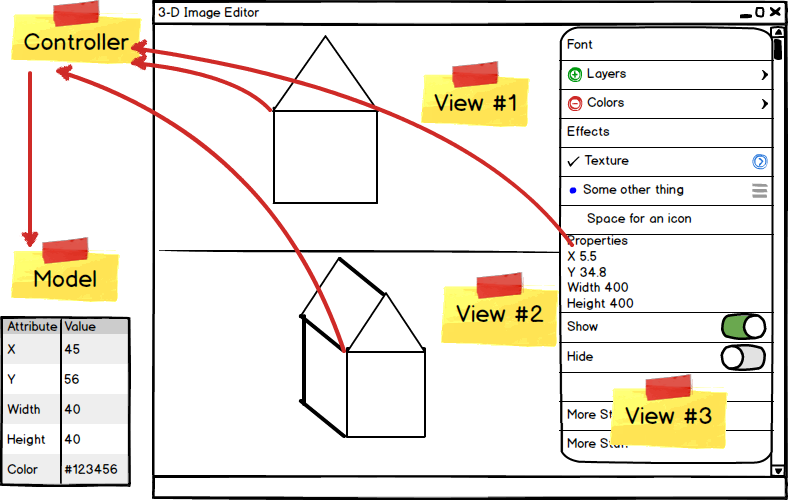 Controller
3-D Image Editor
View #1
Font
Layers
Colors
Effects
Texture
Some other thing
Space for an icon
Properties
X 5.5
Y 34.8
Width 400
Height 400
Show
Hide
More St
More Stuff
View #2
View #3
Model
Attribute Value
X 45
Y 56
Width 40
Height 40
Color #123456